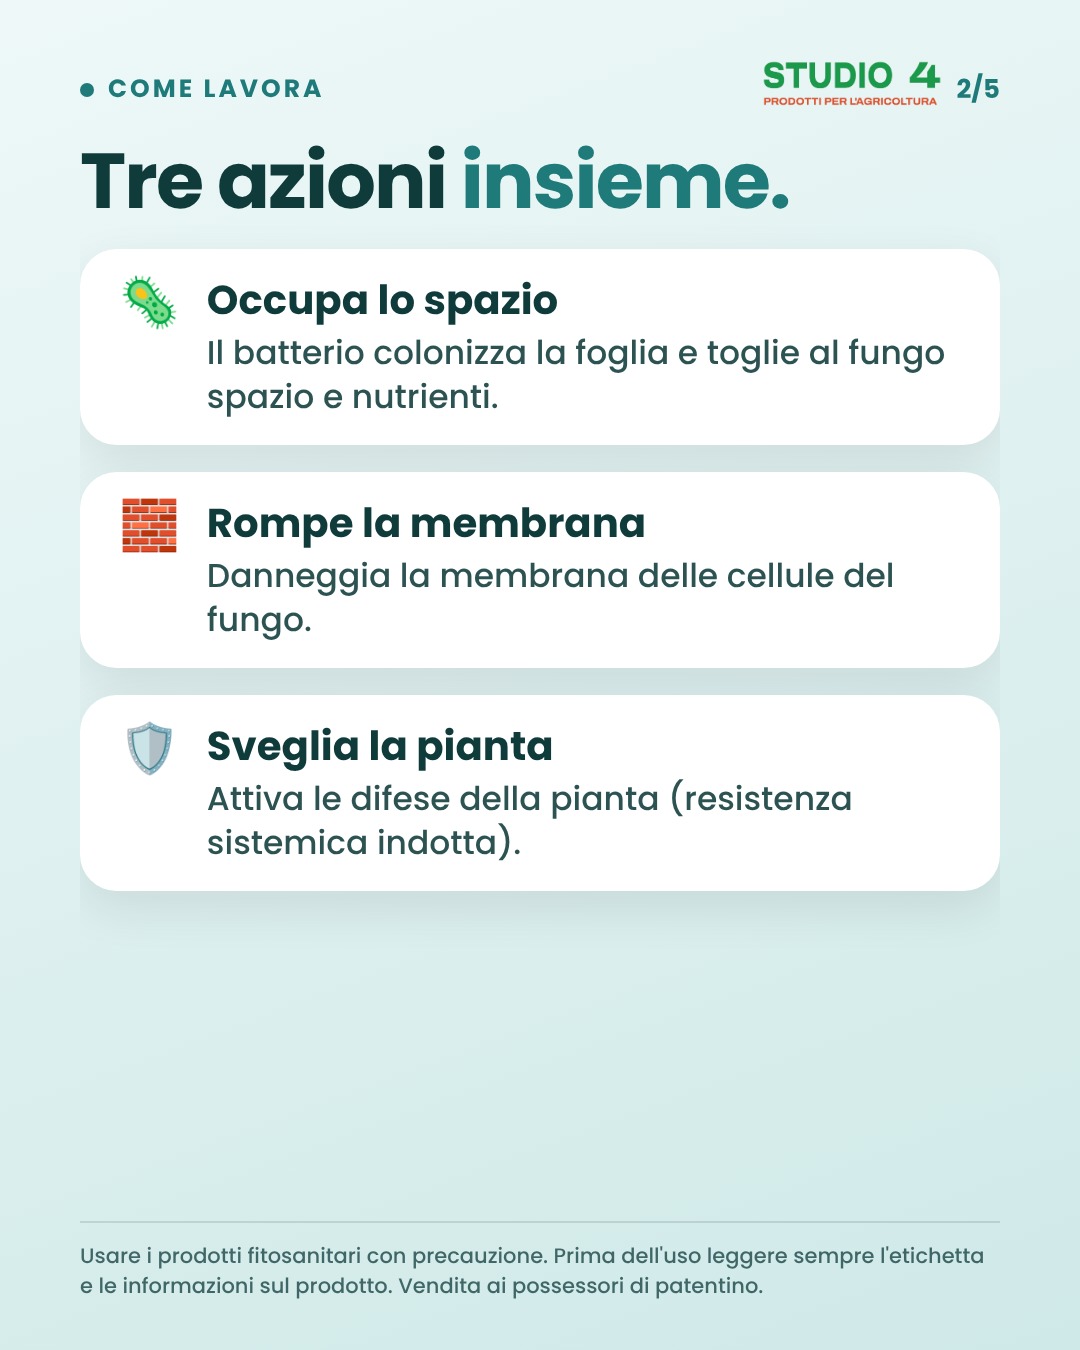 COME LAVORA
STUDIO 4
PRODOTTI PER L'AGRICOLTURA
2/5
Tre azioni insieme.
Occupa lo spazio
Il batterio colonizza la foglia e toglie al fungo
spazio e nutrienti.
Rompe la membrana
Danneggia la membrana delle cellule del
fungo.
Sveglia la pianta
Attiva le difese della pianta (resistenza
sistemica indotta).
Usare i prodotti fitosanitari con precauzione. Prima dell'uso leggere sempre l'etichetta
e le informazioni sul prodotto. Vendita ai possessori di patentino.